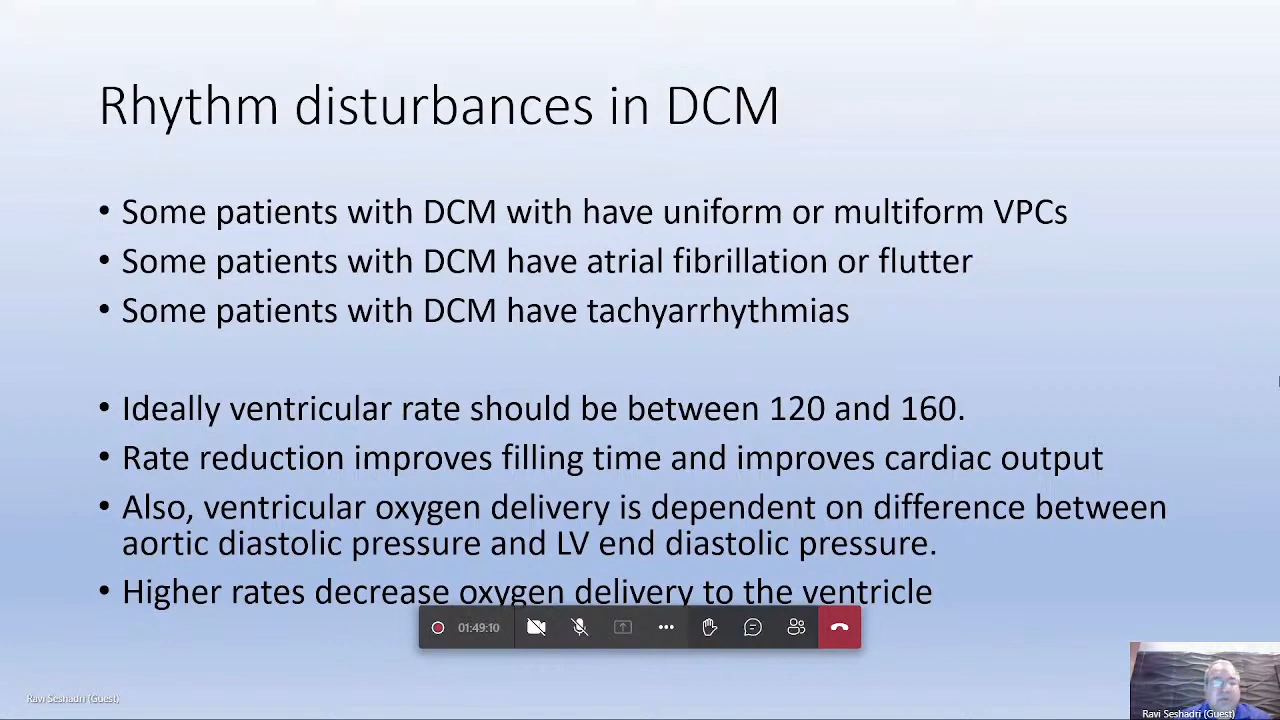 Rhythm disturbances in DCM
• Some patients with DCM with have uniform or multiform VPCs
• Some patients with DCM have atrial fibrillation or flutter
• Some patients with DCM have tachyarrhythmias
• Ideally ventricular rate should be between 120 and 160.
• Rate reduction improves filling time and improves cardiac output
• Also, ventricular oxygen delivery is dependent on difference between
aortic diastolic pressure and LV end diastolic pressure.
• Higher rates decrease oxygen delivery to the ventricle
01:49:10
Ravi Seshadri (Guest)
Ravi Seshadri (Guest)